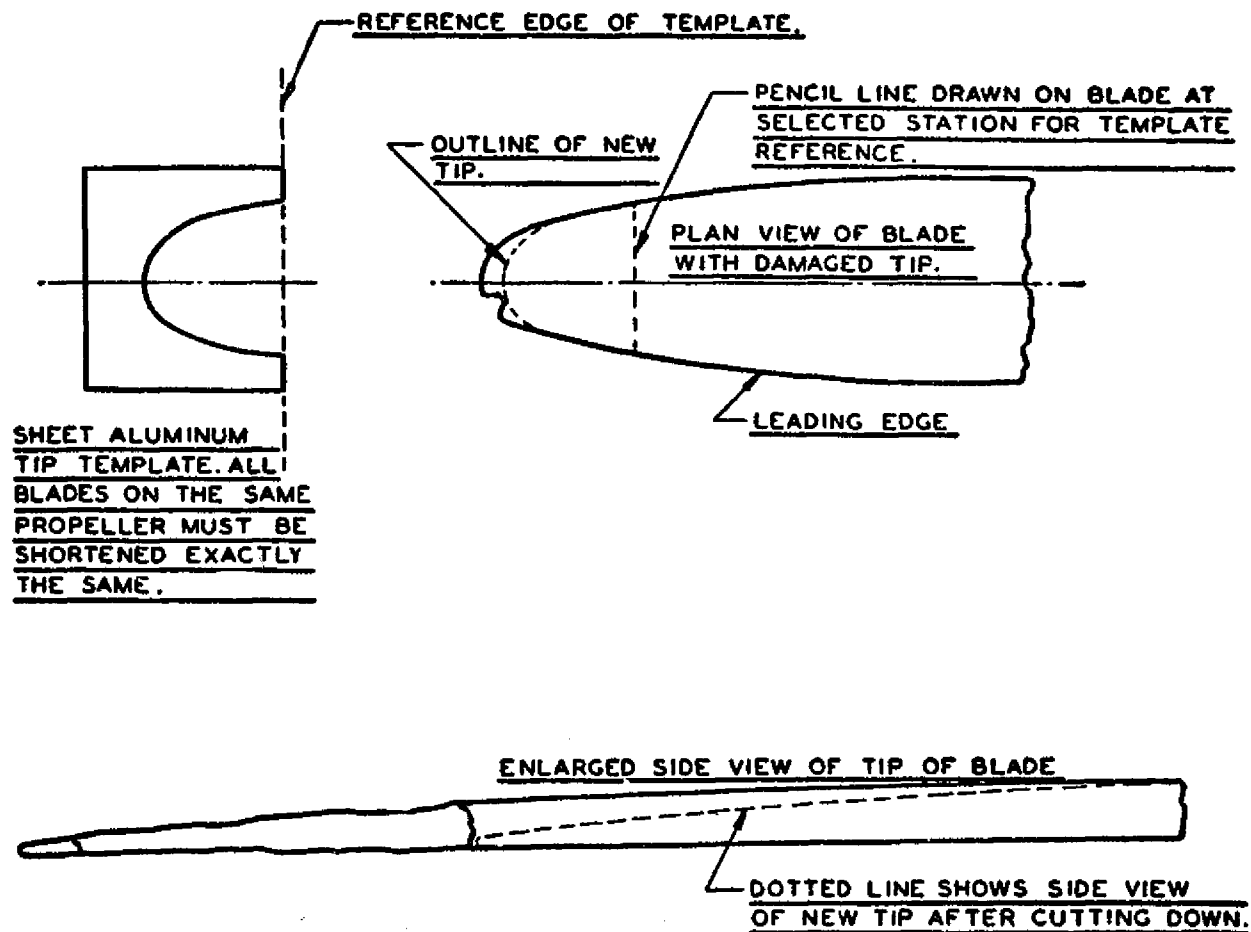 REFERENCE EDGE OF TEMPLATE.
PENCIL LINE DRAWN ON BLADE AT
SELECTED STATION FOR TEMPLATE
REFERENCE.
OUTLINE OF NEW
TIP.
PLAN VIEW OF BLADE
WITH DAMAGED TIP.
LEADING EDGE
SHEET ALUMINUM
TIP TEMPLATE. ALL
BLADES ON THE SAME
PROPELLER MUST BE
SHORTENED EXACTLY
THE SAME.
ENLARGED SIDE VIEW OF TIP OF BLADE
DOTTED LINE SHOWS SIDE VIEW
OF NEW TIP AFTER CUTTING DOWN.